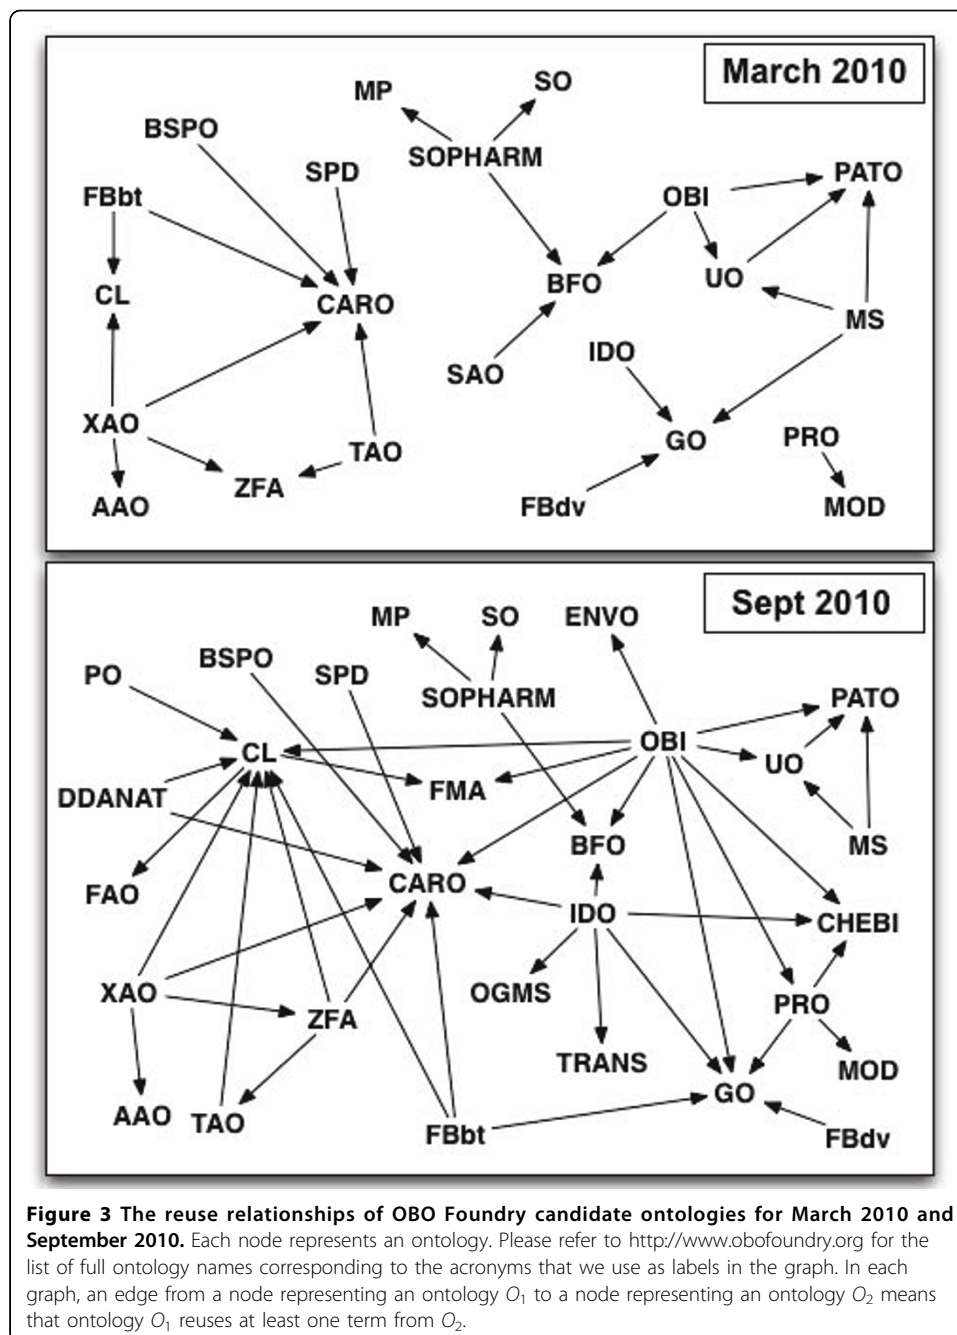 March 2010
SO
MP
BSPO
SOPHARM
SPD
PATO
FBbt
OBI
UO
BFO
CL
CARO
MS
IDO
SAO
XAO
GO
PRO
TAO
ZFA
AAO
FBdv
MOD
Sept 2010
MP
SO
ENVO
BSPO
PO
SPD
SOPHARM
PATO
OBI
CL
UO
FMA
DDANAT
BFO
MS
CARO
FAO
IDO
CHEBI
XAO
OGMS
PRO
ZFA
TRANS
MOD
GO
AAO
TAO
FBbt
FBdv
Figure 3 The reuse relationships of OBO Foundry candidate ontologies for March 2010 and
September 2010. Each node represents an ontology. Please refer to http://www.obofoundry.org for the
list of full ontology names corresponding to the acronyms that we use as labels in the graph. In each
graph, an edge from a node representing an ontology O1 to a node representing an ontology O2 means
that ontology O1 reuses at least one term from O2.